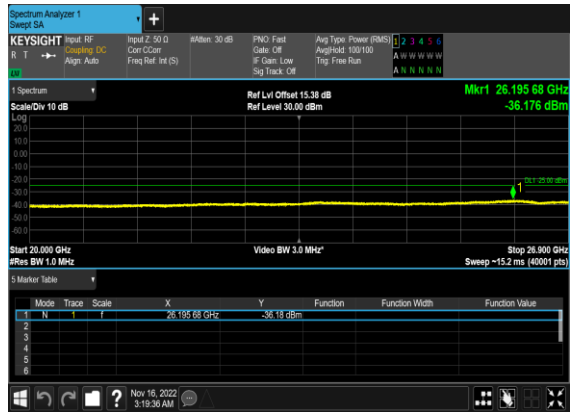 Spectrum Analyzer 1
Swept SA
+
KEYSIGHT Input: RF Input Z: 50 Ω #Atten: 30 dB PNO: Fast Avg Type: Power (RMS) 1 2 3 4 5 6
R T Coupling: DC Corr CCorr Gate: Off Avg|Hold: 100/100 A W W W W W
Align: Auto Freq Ref: Int (S) IF Gain: Low Trig: Free Run
LW Sig Track: Off A N N N N N
1 Spectrum Ref Lvl Offset 15.38 dB Mkr1 26.195 68 GHz
Scale/Div 10 dB Ref Level 30.00 dBm -36.176 dBm
Log
20.0
10.0
0.00
-10.0
-20.0
DL1 -25.00 dBm
1
-30.0
-40.0
-50.0
-60.0
Start 20.000 GHz Video BW 3.0 MHz* Stop 26.900 GHz
#Res BW 1.0 MHz Sweep ~15.2 ms (40001 pts)
5 Marker Table
Mode Trace Scale X Y Function Function Width Function Value
1 N 1 f 26.195 68 GHz -36.18 dBm
2
3
4
5
6
? Nov 16, 2022
3:19:36 AM